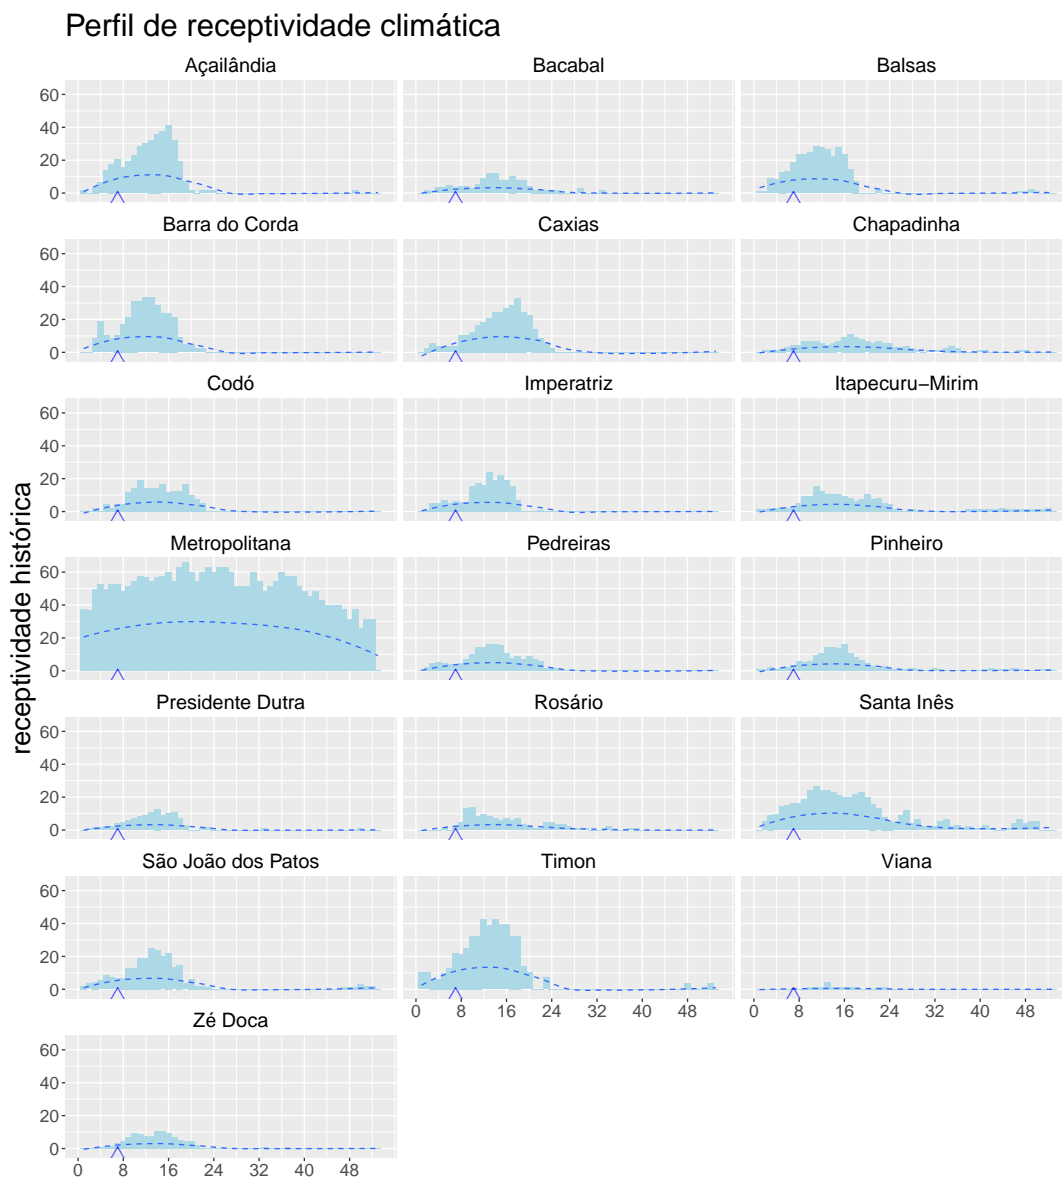 Perfil de receptividade climática
Açailândia Bacabal Balsas
60
40
20
0
Barra do Corda Caxias Chapadinha
60
40
20
0
Codó Imperatriz Itapecuru−Mirim
60
40
20
0
receptividade histórica
Metropolitana Pedreiras Pinheiro
60
40
20
0
Presidente Dutra Rosário Santa Inês
60
40
20
0
São João dos Patos Timon Viana
60
40
20
0
0 8 16 24 32 40 48 0 8 16 24 32 40 48
Zé Doca
60
40
20
0
0 8 16 24 32 40 48